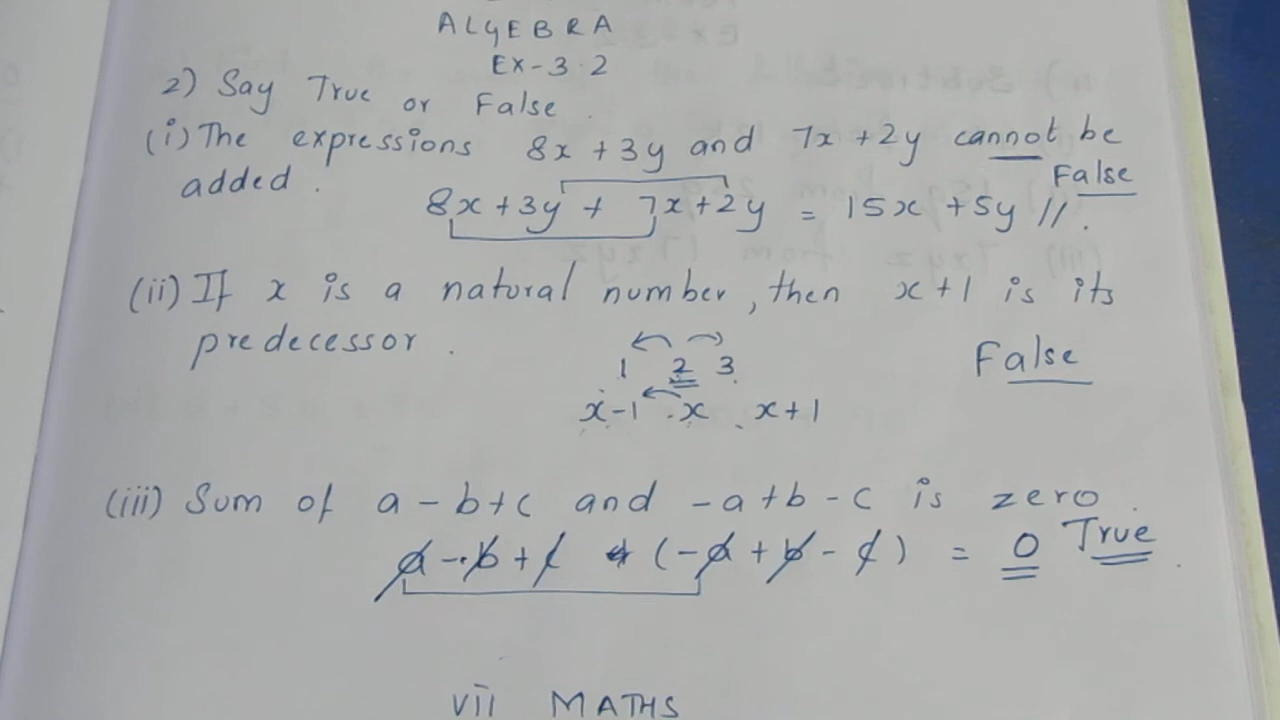 ALGEBRA
Ex-3.2
2) Say True or False.
(i) The expressions 8x + 3y and 7x + 2y cannot be
added. False
8x + 3y + 7x + 2y = 15x + 5y //.
(ii) If x is a natural number, then x + 1 is its
predecessor.
1 2 3 False
x-1 x x+1
(iii) Sum of a - b + c and -a + b - c is zero.
a - b + c + (-a + b - c) = 0 True
VII MATHS